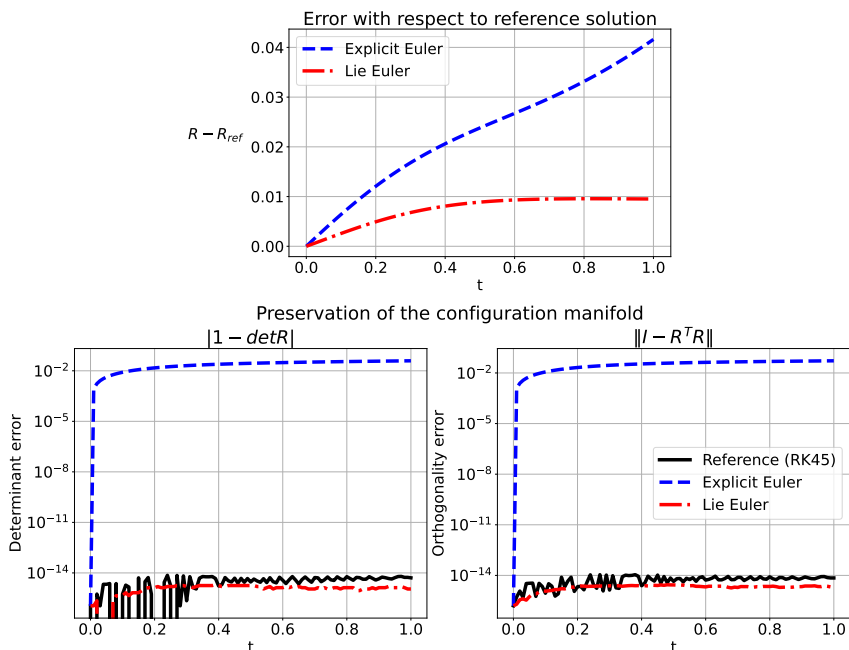 Error with respect to reference solution
0.04
0.03
0.02
0.01
0.00
R − R_ref
Explicit Euler
Lie Euler
0.0 0.2 0.4 0.6 0.8 1.0
t
Preservation of the configuration manifold
|1 − detR|
10⁻²
10⁻⁵
10⁻⁸
10⁻¹¹
10⁻¹⁴
Determinant error
0.0 0.2 0.4 0.6 0.8 1.0
t
‖I − RᵀR‖
10⁻²
10⁻⁵
10⁻⁸
10⁻¹¹
10⁻¹⁴
Orthogonality error
Reference (RK45)
Explicit Euler
Lie Euler
0.0 0.2 0.4 0.6 0.8 1.0
t